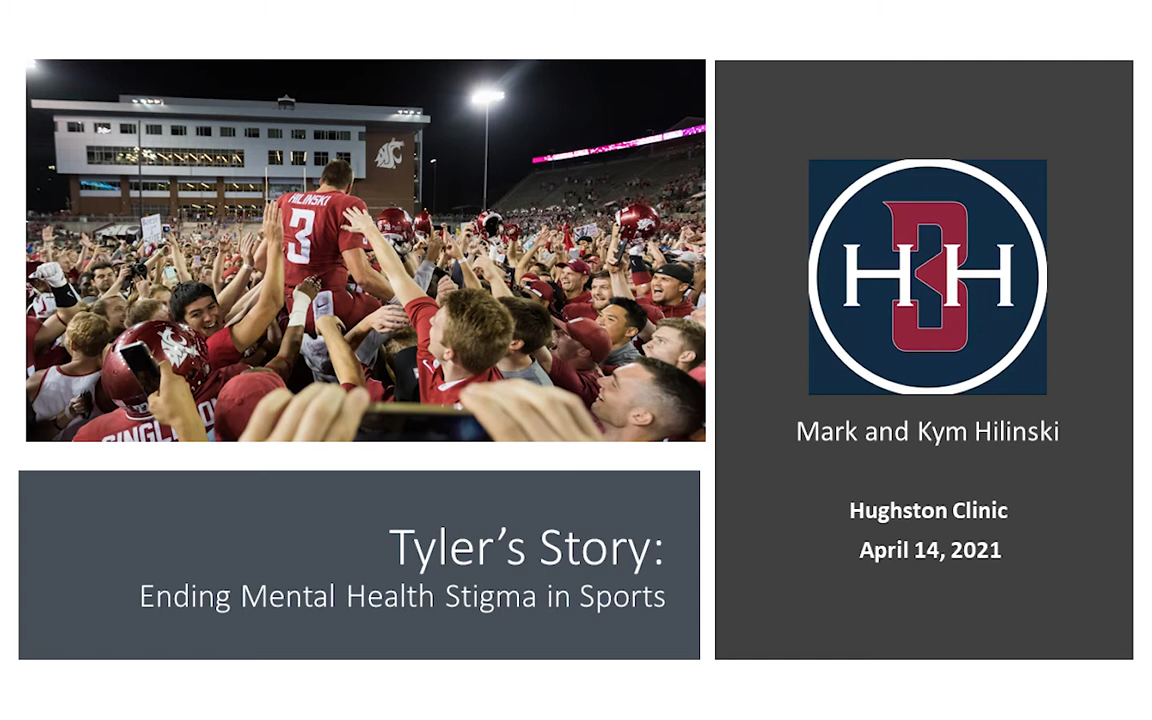 HILINSKI
3
H3H
Tyler's Story:
Ending Mental Health Stigma in Sports
Mark and Kym Hilinski
Hughston Clinic
April 14, 2021